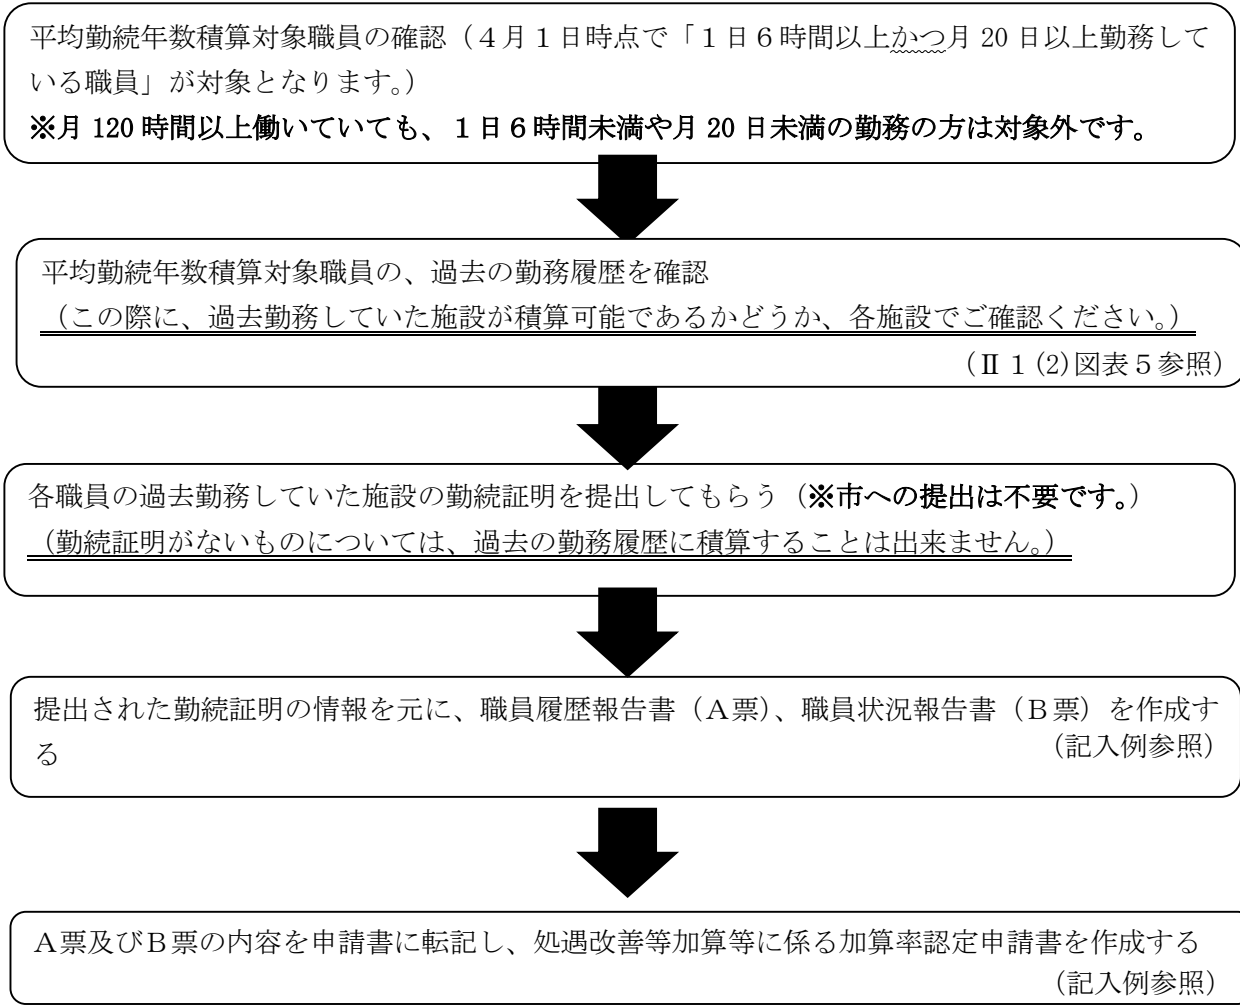 平均勤続年数積算対象職員の確認（４月１日時点で「１日６時間以上かつ月 20 日以上勤務して
いる職員」が対象となります。）
※月 120 時間以上働いていても、１日６時間未満や月 20 日未満の勤務の方は対象外です。
平均勤続年数積算対象職員の、過去の勤務履歴を確認
（この際に、過去勤務していた施設が積算可能であるかどうか、各施設でご確認ください。）
（Ⅱ１(2)図表５参照）
各職員の過去勤務していた施設の勤続証明を提出してもらう（※市への提出は不要です。）
（勤続証明がないものについては、過去の勤務履歴に積算することは出来ません。）
提出された勤続証明の情報を元に、職員履歴報告書（Ａ票）、職員状況報告書（Ｂ票）を作成す
る （記入例参照）
Ａ票及びＢ票の内容を申請書に転記し、処遇改善等加算等に係る加算率認定申請書を作成する
（記入例参照）